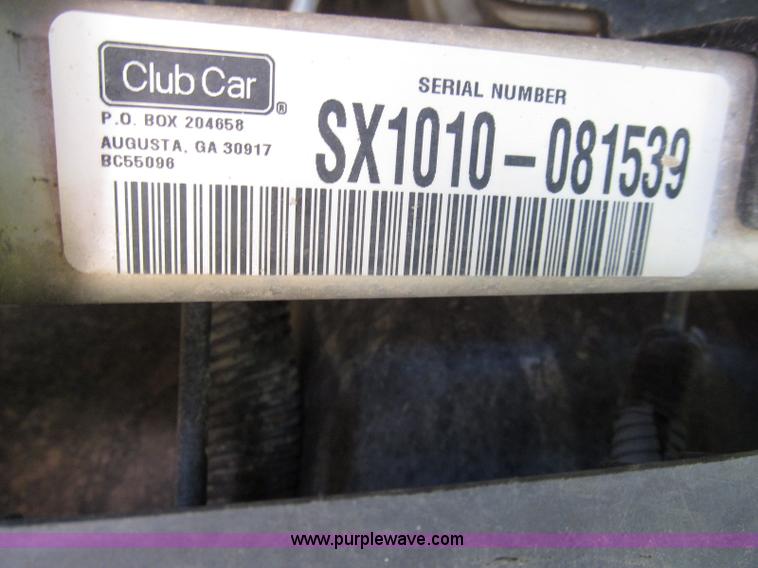 Club Car
®
P.O. BOX 204658
AUGUSTA, GA 30917
BC55096
SERIAL NUMBER
SX1010-081539
www.purplewave.com